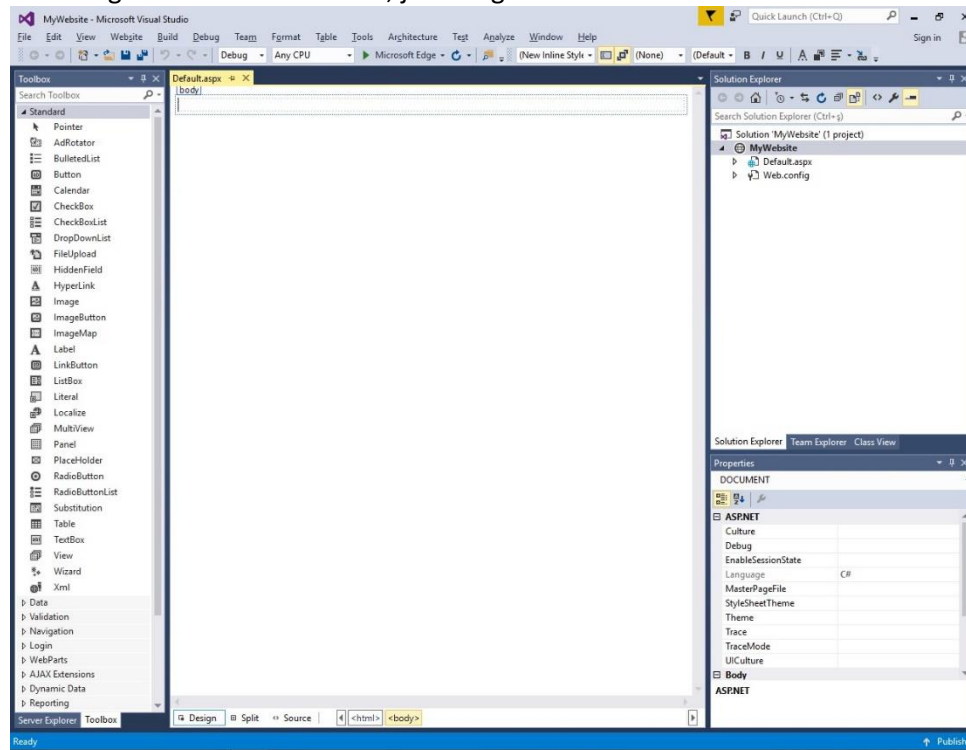 MyWebsite - Microsoft Visual Studio
Quick Launch (Ctrl+Q)
File Edit View Website Build Debug Team Format Table Tools Architecture Test Analyze Window Help
Sign in
Debug Any CPU Microsoft Edge (New Inline Style (None) (Default B I U A
Toolbox
Search Toolbox
Standard
Pointer
AdRotator
BulletedList
Button
Calendar
CheckBox
CheckBoxList
DropDownList
FileUpload
HiddenField
HyperLink
Image
ImageButton
ImageMap
Label
LinkButton
ListBox
Literal
Localize
MultiView
Panel
PlaceHolder
RadioButton
RadioButtonList
Substitution
Table
TextBox
View
Wizard
Xml
Data
Validation
Navigation
Login
WebParts
AJAX Extensions
Dynamic Data
Reporting
Server Explorer Toolbox
Default.aspx
body
Design Split Source <html> <body>
Solution Explorer
Search Solution Explorer (Ctrl+ş)
Solution 'MyWebsite' (1 project)
MyWebsite
Default.aspx
Web.config
Solution Explorer Team Explorer Class View
Properties
DOCUMENT
ASP.NET
Culture
Debug
EnableSessionState
Language C#
MasterPageFile
StyleSheetTheme
Theme
Trace
TraceMode
UICulture
Body
ASP.NET
Ready
Publish